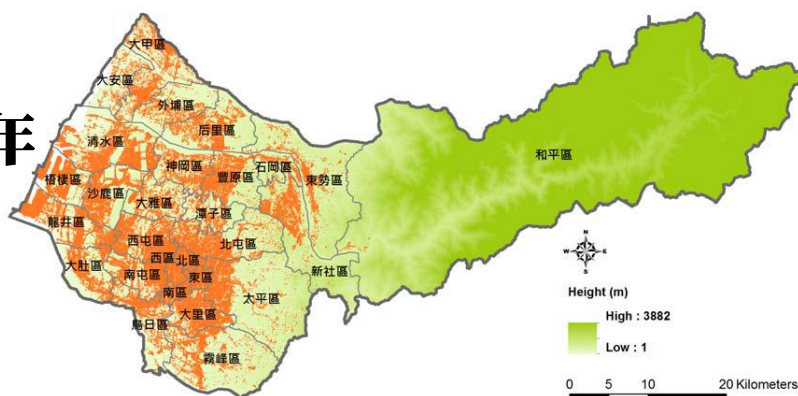 年
大甲區
大安區
外埔區
后里區
清水區
神岡區
石岡區
和平區
梧棲區
豐原區
東勢區
沙鹿區
大雅區
潭子區
龍井區
西屯區
北屯區
西區
北區
大肚區
南屯區
東區
新社區
南區
太平區
烏日區
大里區
霧峰區
N
W
E
S
Height (m)
High : 3882
Low : 1
0 5 10 20 Kilometers